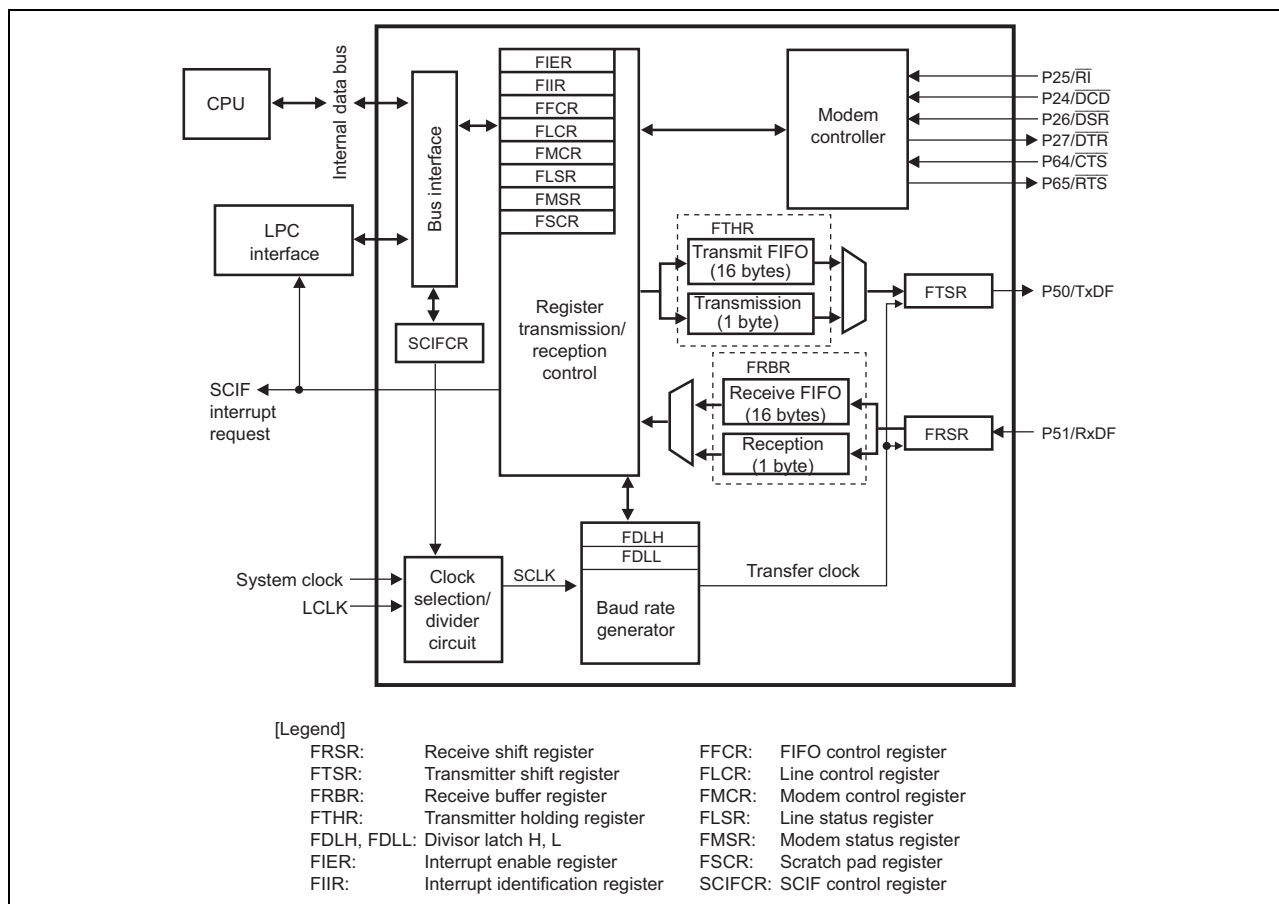 CPU
Internal data bus
LPC
interface
SCIF
interrupt
request
Bus interface
SCIFCR
FIER
FIIR
FFCR
FLCR
FMCR
FLSR
FMSR
FSCR
Register
transmission/
reception
control
Modem
controller
P25/RI
P24/DCD
P26/DSR
P27/DTR
P64/CTS
P65/RTS
FTHR
Transmit FIFO
(16 bytes)
Transmission
(1 byte)
FTSR
P50/TxDF
FRBR
Receive FIFO
(16 bytes)
Reception
(1 byte)
FRSR
P51/RxDF
System clock
LCLK
Clock
selection/
divider
circuit
SCLK
FDLH
FDLL
Baud rate
generator
Transfer clock
[Legend]
FRSR: Receive shift register
FTSR: Transmitter shift register
FRBR: Receive buffer register
FTHR: Transmitter holding register
FDLH, FDLL: Divisor latch H, L
FIER: Interrupt enable register
FIIR: Interrupt identification register
FFCR: FIFO control register
FLCR: Line control register
FMCR: Modem control register
FLSR: Line status register
FMSR: Modem status register
FSCR: Scratch pad register
SCIFCR: SCIF control register